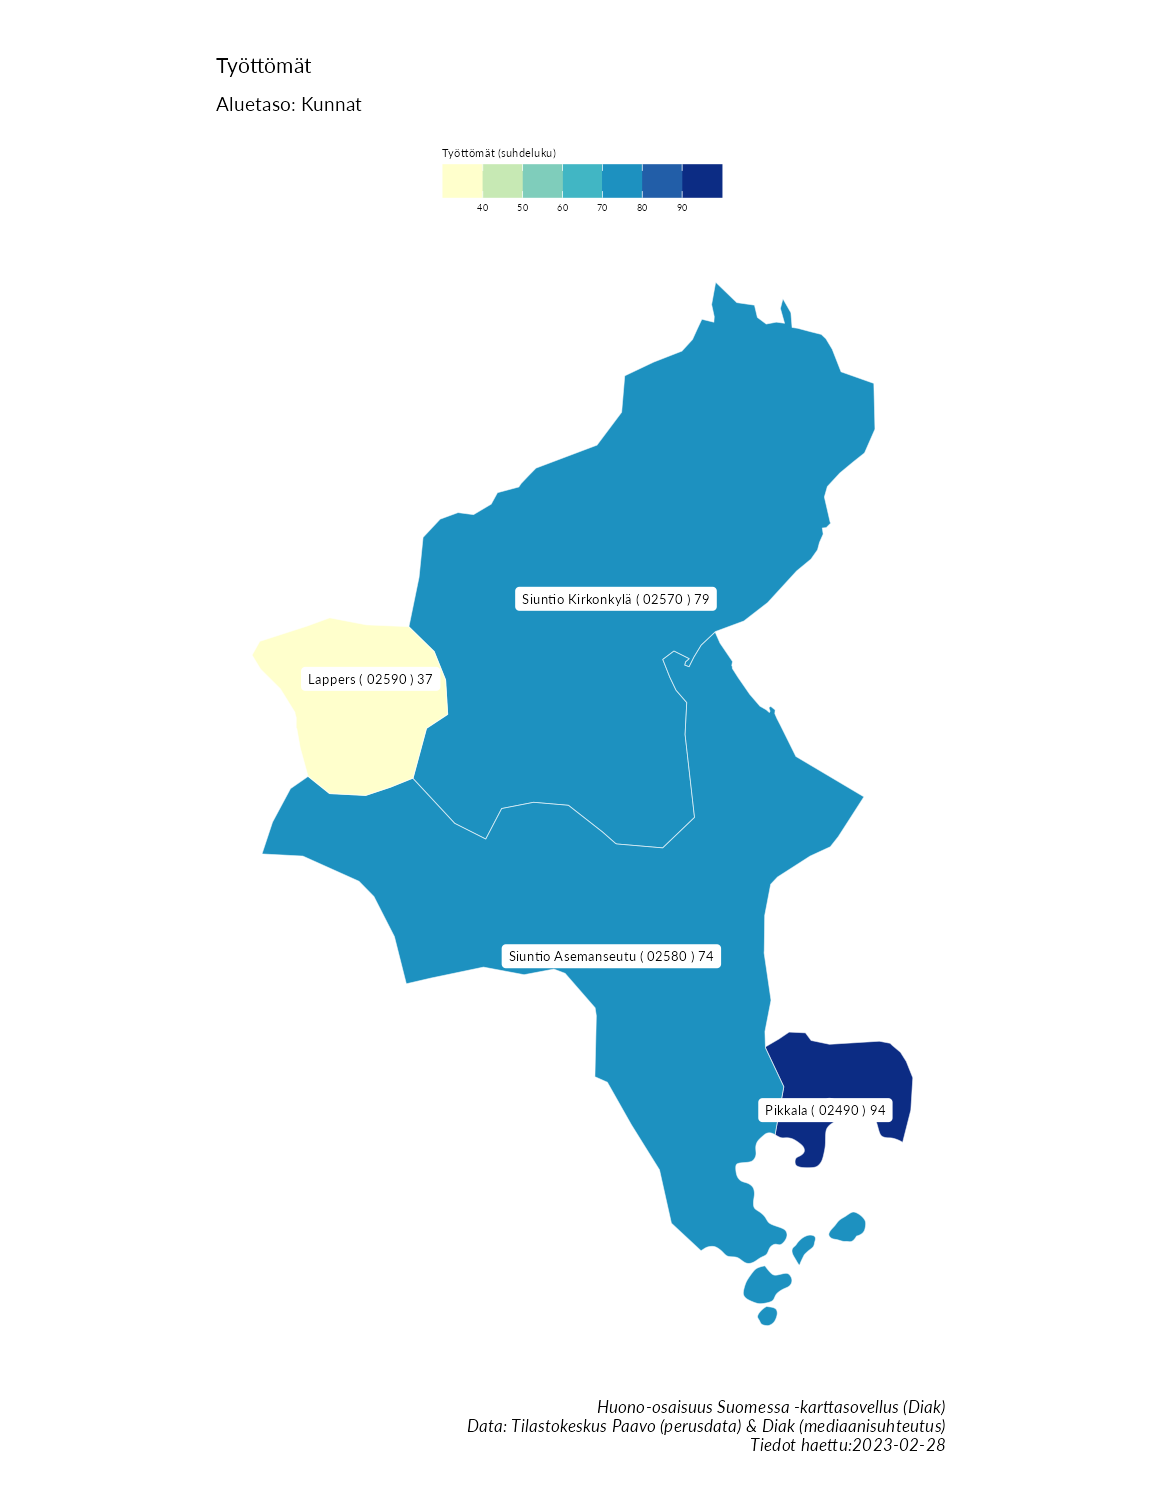 Työttömät
Aluetaso: Kunnat
Työttömät (suhdeluku)
40 50 60 70 80 90
Siuntio Kirkonkylä ( 02570 ) 79
Lappers ( 02590 ) 37
Siuntio Asemanseutu ( 02580 ) 74
Pikkala ( 02490 ) 94
Huono-osaisuus Suomessa -karttasovellus (Diak)
Data: Tilastokeskus Paavo (perusdata) & Diak (mediaanisuhteutus)
Tiedot haettu:2023-02-28